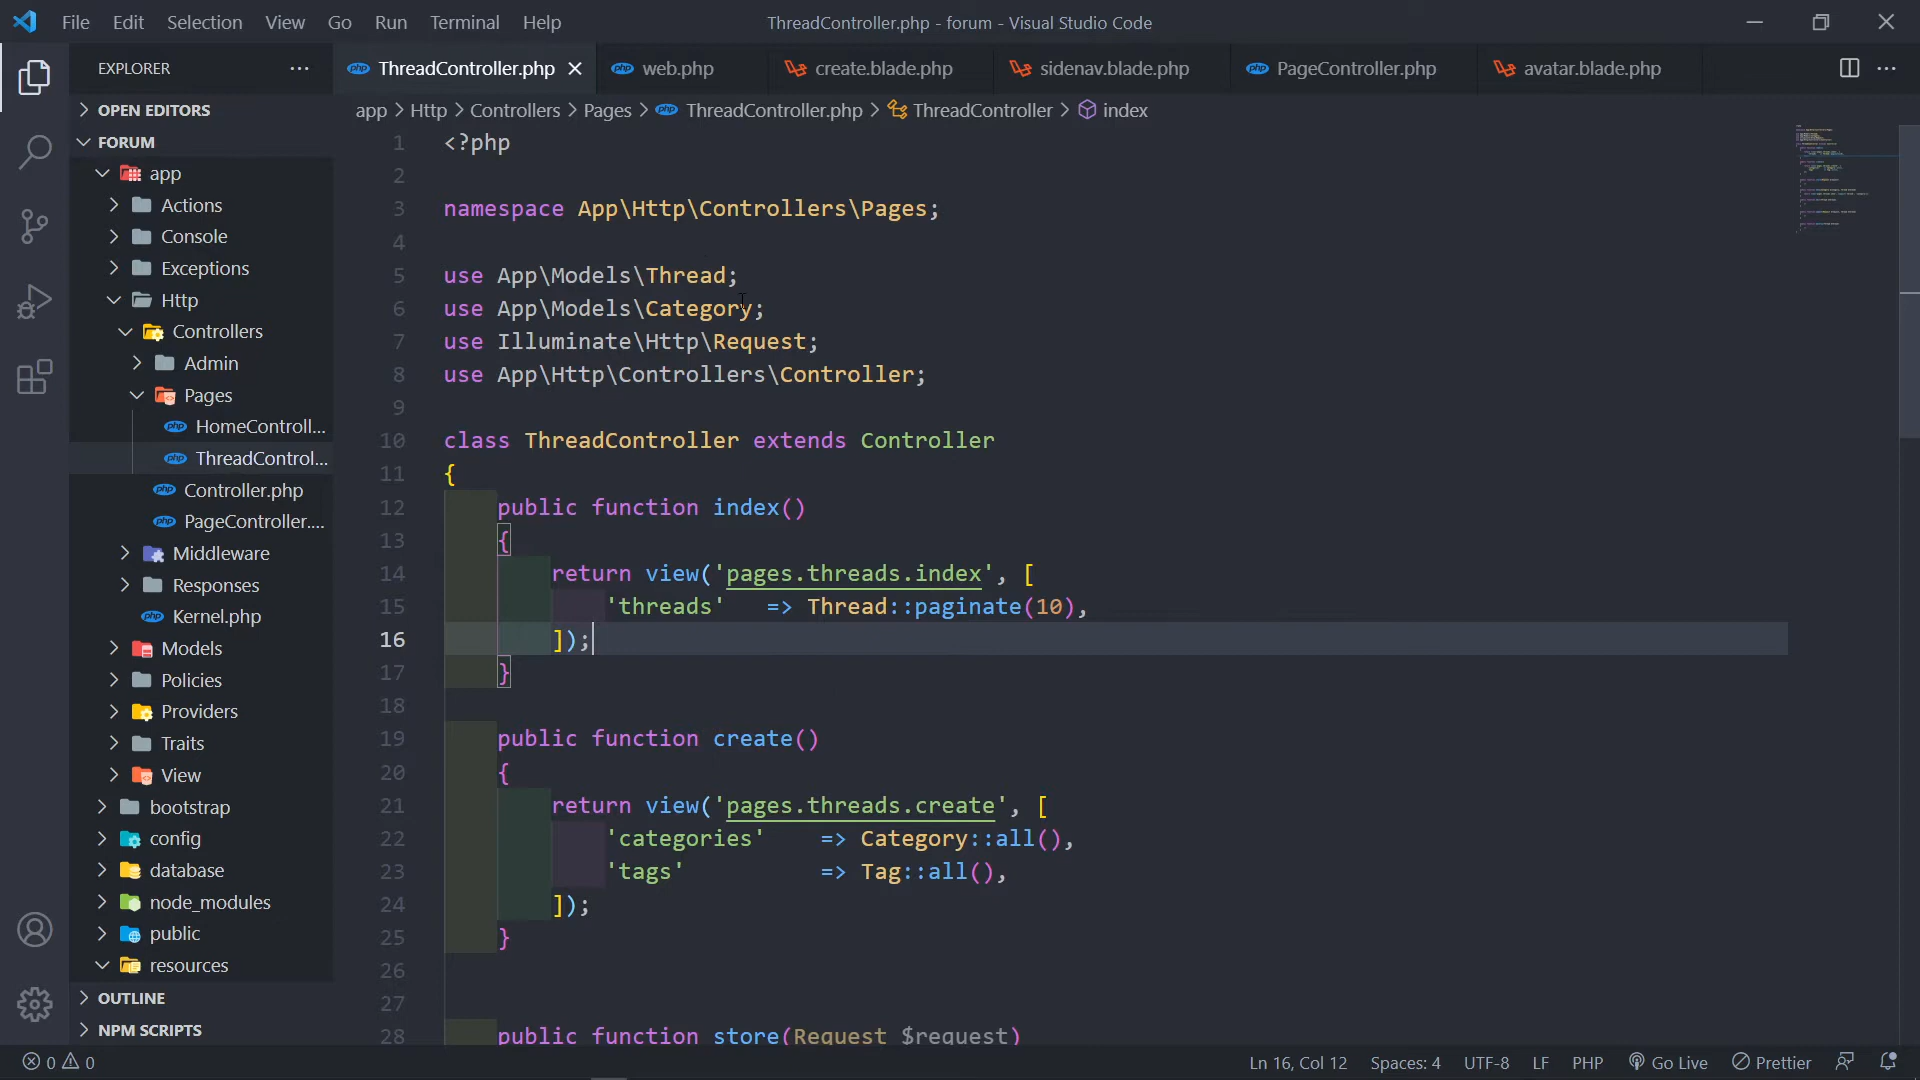 File Edit Selection View Go Run Terminal Help
ThreadController.php - forum - Visual Studio Code
EXPLORER
ThreadController.php
web.php
create.blade.php
sidenav.blade.php
PageController.php
avatar.blade.php
OPEN EDITORS
FORUM
app
Actions
Console
Exceptions
Http
Controllers
Admin
Pages
HomeControll...
ThreadControl...
Controller.php
PageController....
Middleware
Responses
Kernel.php
Models
Policies
Providers
Traits
View
bootstrap
config
database
node_modules
public
resources
OUTLINE
NPM SCRIPTS
app > Http > Controllers > Pages > ThreadController.php > ThreadController > index
1 <?php
2
3 namespace App\Http\Controllers\Pages;
4
5 use App\Models\Thread;
6 use App\Models\Category;
7 use Illuminate\Http\Request;
8 use App\Http\Controllers\Controller;
9
10 class ThreadController extends Controller
11 {
12 public function index()
13 {
14 return view('pages.threads.index', [
15 'threads' => Thread::paginate(10),
16 ]);
17 }
18
19 public function create()
20 {
21 return view('pages.threads.create', [
22 'categories' => Category::all(),
23 'tags' => Tag::all(),
24 ]);
25 }
26
27
28 public function store(Request $request)
0 0
Ln 16, Col 12 Spaces: 4 UTF-8 LF PHP Go Live Prettier